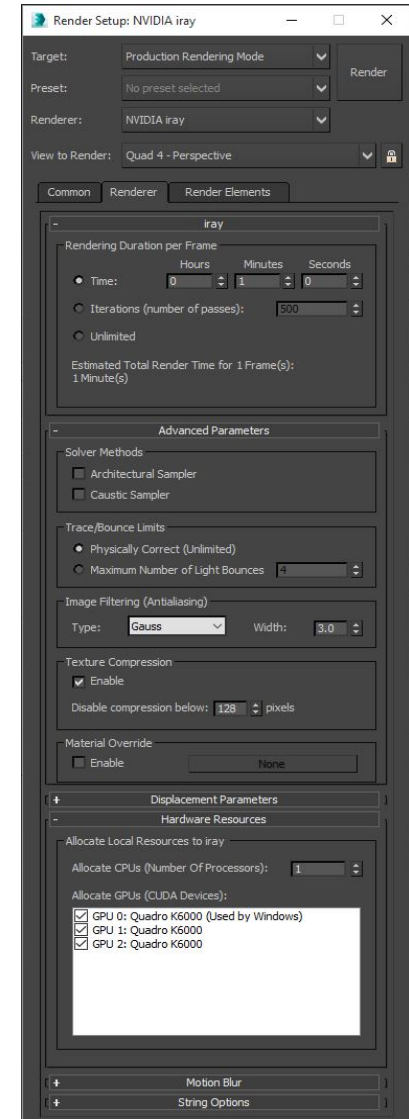 Render Setup: NVIDIA iray
Target: Production Rendering Mode
Render
Preset: No preset selected
Renderer: NVIDIA iray
View to Render: Quad 4 - Perspective
Common Renderer Render Elements
- iray
Rendering Duration per Frame
Hours Minutes Seconds
Time: 0 1 0
Iterations (number of passes): 500
Unlimited
Estimated Total Render Time for 1 Frame(s):
1 Minute(s)
- Advanced Parameters
Solver Methods
Architectural Sampler
Caustic Sampler
Trace/Bounce Limits
Physically Correct (Unlimited)
Maximum Number of Light Bounces 4
Image Filtering (Antialiasing)
Type: Gauss Width: 3.0
Texture Compression
Enable
Disable compression below: 128 pixels
Material Override
Enable None
+ Displacement Parameters
- Hardware Resources
Allocate Local Resources to iray
Allocate CPUs (Number Of Processors): 1
Allocate GPUs (CUDA Devices):
GPU 0: Quadro K6000 (Used by Windows)
GPU 1: Quadro K6000
GPU 2: Quadro K6000
+ Motion Blur
+ String Options